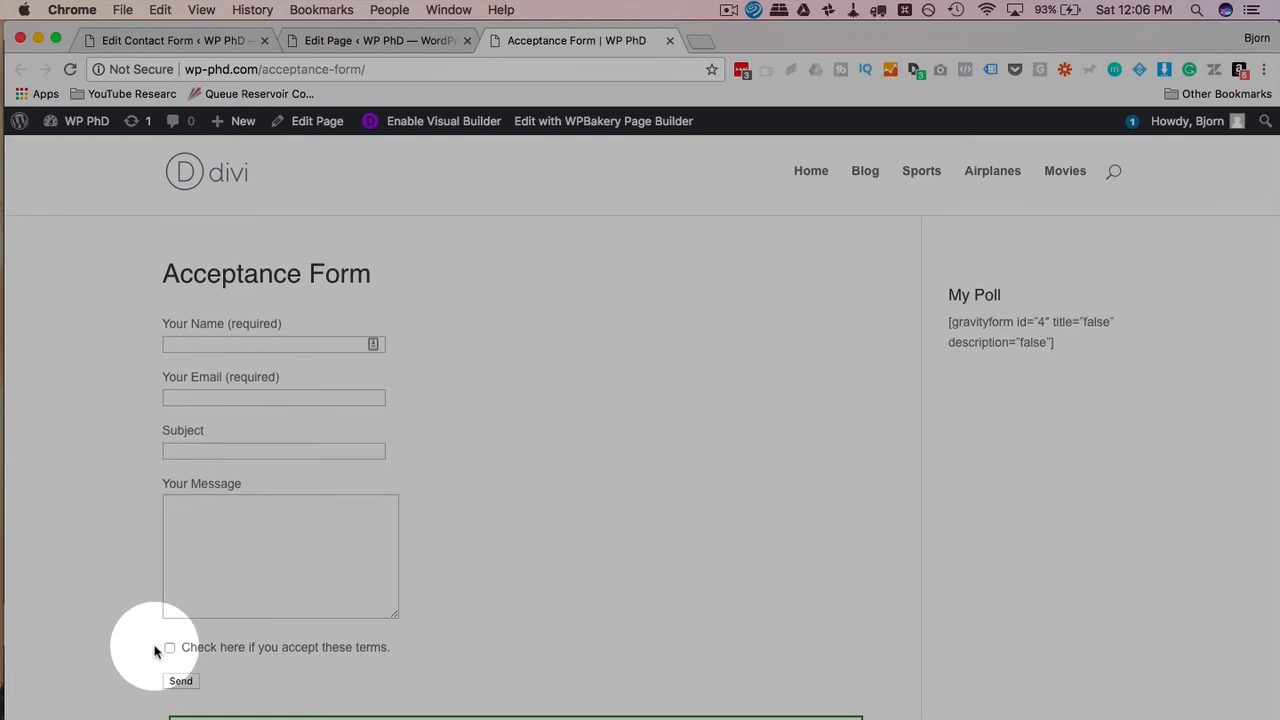 Chrome File Edit View History Bookmarks People Window Help 93% Sat 12:06 PM
Edit Contact Form ‹ WP PhD — Edit Page ‹ WP PhD — WordPr Acceptance Form | WP PhD Bjorn
Not Secure wp-phd.com/acceptance-form/ 3 3 5
Apps YouTube Researc Queue Reservoir Co... Other Bookmarks
WP PhD 1 0 New Edit Page Enable Visual Builder Edit with WPBakery Page Builder 1 Howdy, Bjorn
D divi Home Blog Sports Airplanes Movies
Acceptance Form
Your Name (required)
Your Email (required)
Subject
Your Message
Check here if you accept these terms.
Send
My Poll
[gravityform id="4″ title="false"
description="false"]